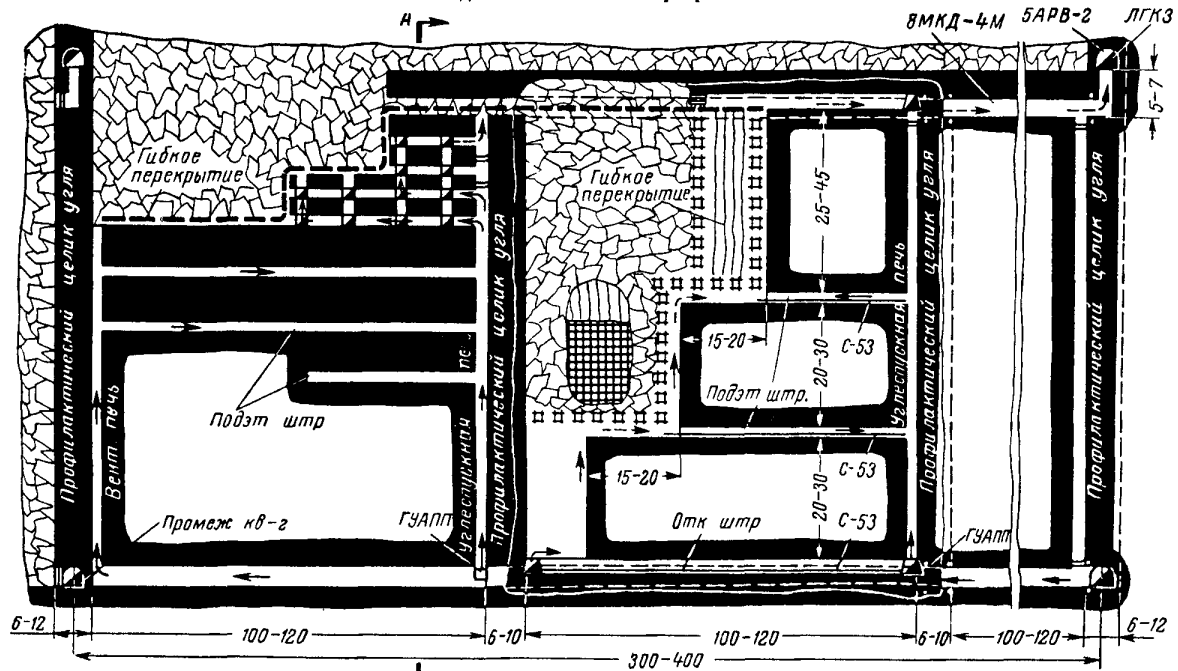 А
8МКД-4М
5АРВ-2
ЛГКЗ
5-7
Гибкое
перекрытие
Гибкое
перекрытие
25-45
Профилактический целик угля
Вент. печь
Подэт штр
Промеж кв-г
ГУАПП
Углеспускная печь
Профилактический целик угля
15-20
20-30
С-53
Подэт штр.
Углеспускная печь
Профилактический целик угля
Профилактический целик угля
15-20
С-53
20-30
Отк штр
С-53
ГУАПП
6-12
100-120
6-10
100-120
6-10
100-120
6-12
300-400